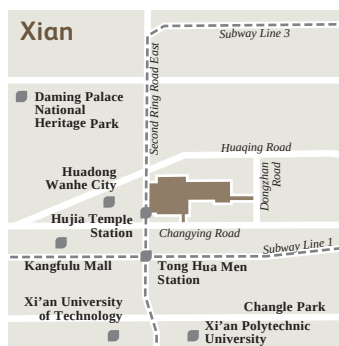 Xian
Subway Line 3
Second Ring Road East
Daming Palace
National
Heritage Park
Huaqing Road
Dongzhan
Road
Huadong
Wanhe City
Hujia Temple
Station
Changying Road
Subway Line 1
Kangfulu Mall
Tong Hua Men
Station
Xi'an University
of Technology
Changle Park
Xi'an Polytechnic
University